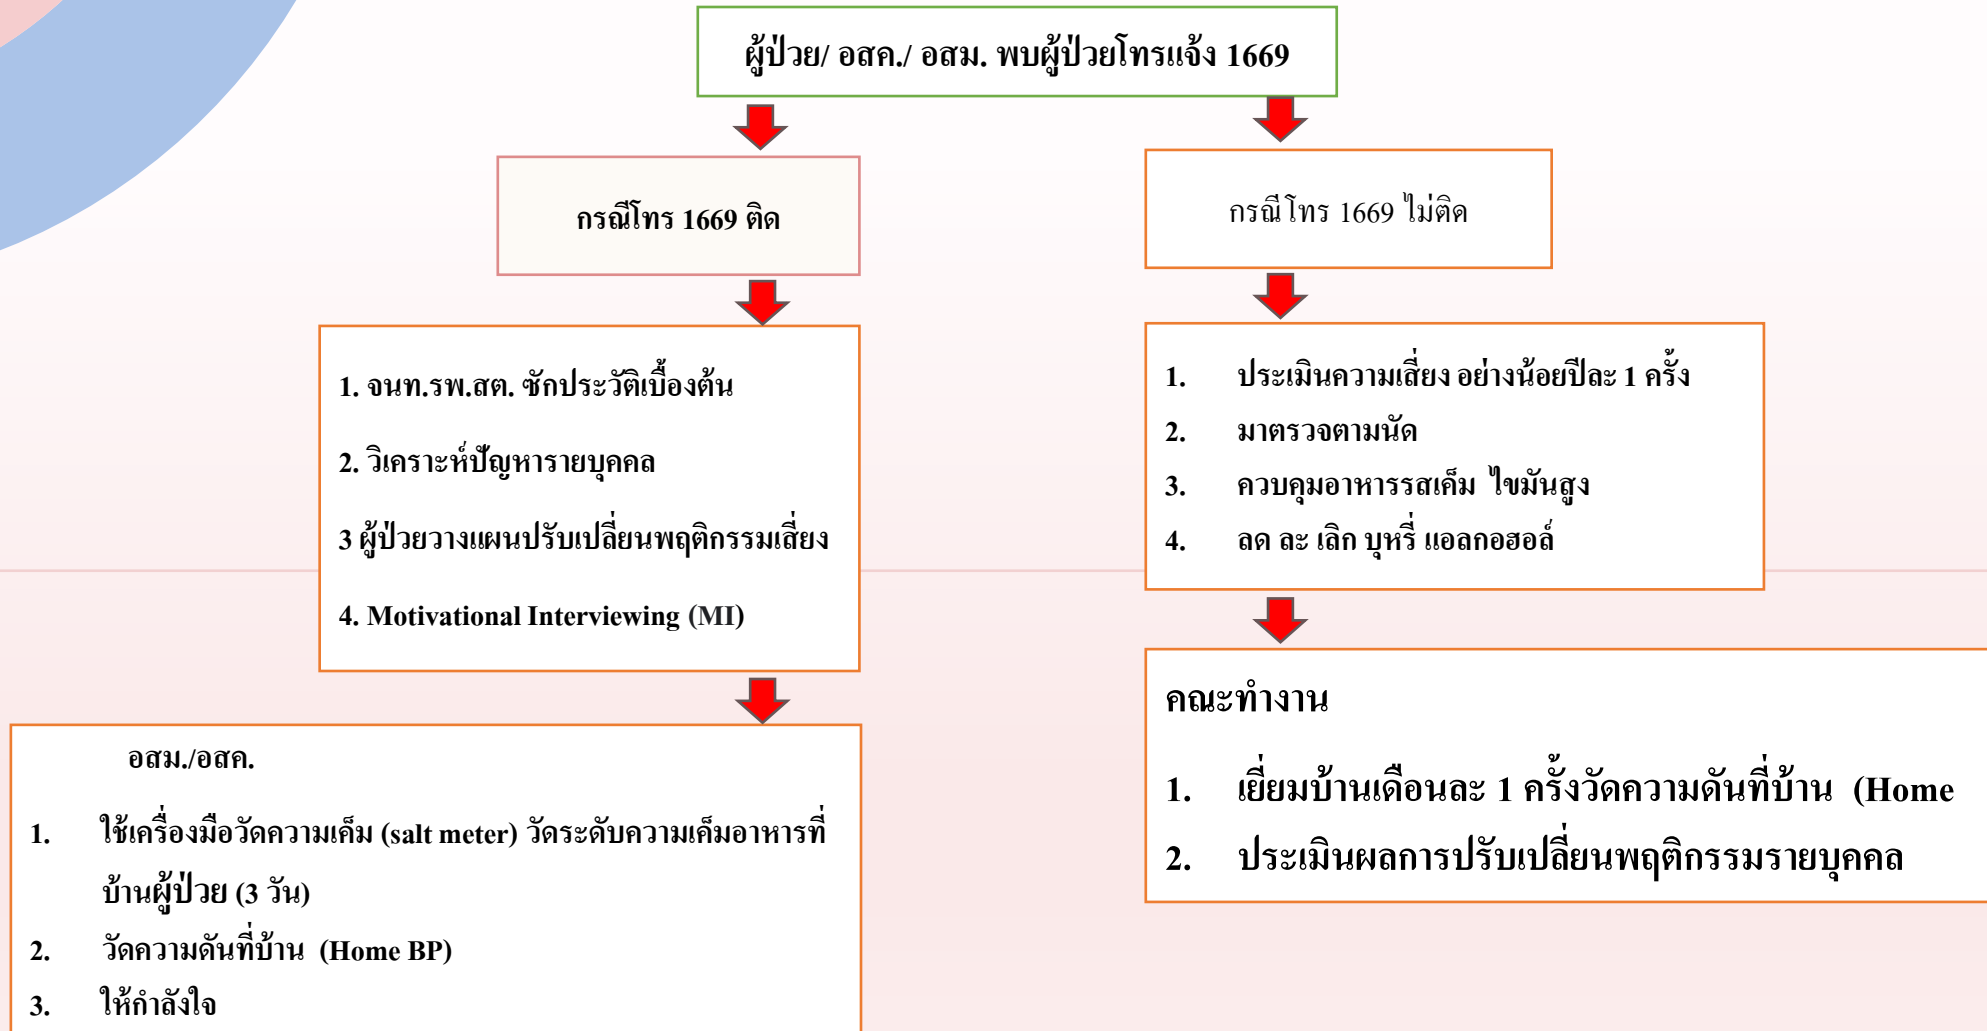 ผู้ป่วย/ อสค./ อสม. พบผู้ป่วยโทรแจ้ง 1669
กรณีโทร 1669 ติด
1. จนท.รพ.สต. ซักประวัติเบื้องต้น
2. วิเคราะห์ปัญหารายบุคคล
3 ผู้ป่วยวางแผนปรับเปลี่ยนพฤติกรรมเสี่ยง
4. Motivational Interviewing (MI)
อสม./อสค.
1. ใช้เครื่องมือวัดความเค็ม (salt meter) วัดระดับความเค็มอาหารที่
บ้านผู้ป่วย (3 วัน)
2. วัดความดันที่บ้าน (Home BP)
3. ให้กำลังใจ
กรณีโทร 1669 ไม่ติด
1. ประเมินความเสี่ยง อย่างน้อยปีละ 1 ครั้ง
2. มาตรวจตามนัด
3. ควบคุมอาหารรสเค็ม ไขมันสูง
4. ลด ละ เลิก บุหรี่ แอลกอฮอล์
คณะทำงาน
1. เยี่ยมบ้านเดือนละ 1 ครั้งวัดความดันที่บ้าน (Home
2. ประเมินผลการปรับเปลี่ยนพฤติกรรมรายบุคคล